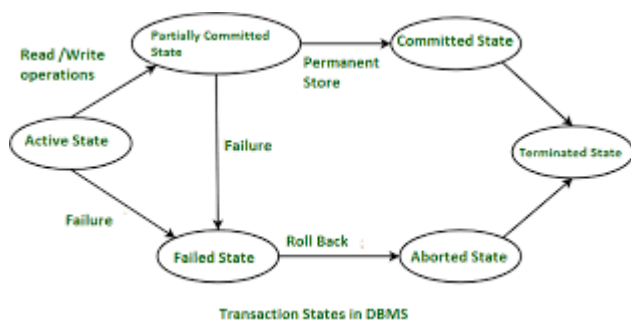 Partially Committed
State
Committed State
Read /Write
operations
Permanent
Store
Active State
Failure
Terminated State
Failure
Roll Back
Failed State
Aborted State
Transaction States in DBMS